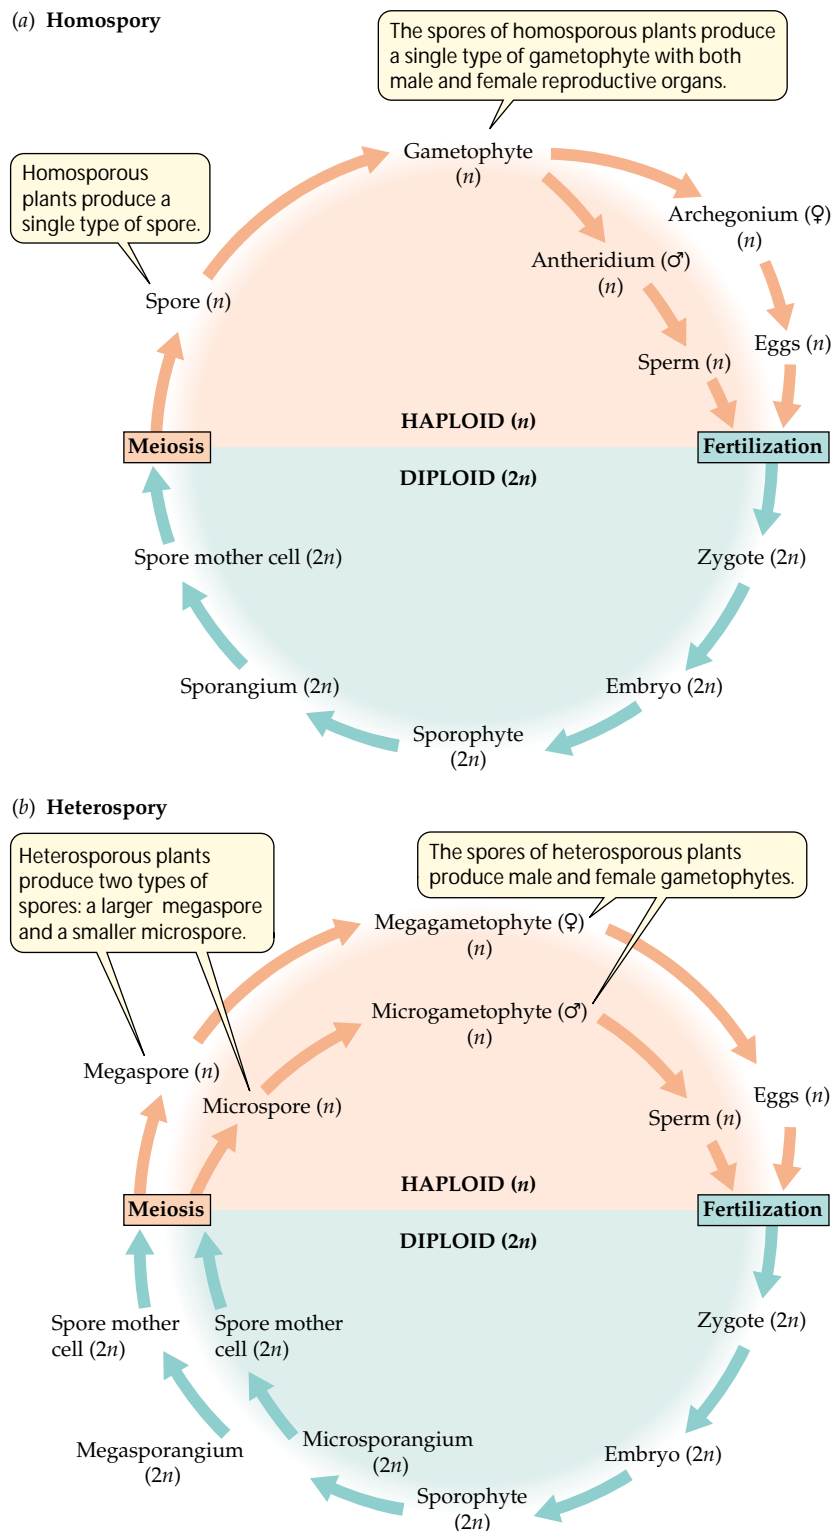 (a) Homospory
The spores of homosporous plants produce
a single type of gametophyte with both
male and female reproductive organs.
Homosporous
plants produce a
single type of spore.
Gametophyte
(n)
Archegonium (♀)
(n)
Antheridium (♂)
(n)
Spore (n)
Eggs (n)
Sperm (n)
HAPLOID (n)
Meiosis
Fertilization
DIPLOID (2n)
Spore mother cell (2n)
Zygote (2n)
Sporangium (2n)
Embryo (2n)
Sporophyte
(2n)
(b) Heterospory
Heterosporous plants
produce two types of
spores: a larger megaspore
and a smaller microspore.
The spores of heterosporous plants
produce male and female gametophytes.
Megagametophyte (♀)
(n)
Microgametophyte (♂)
(n)
Megaspore (n)
Microspore (n)
Eggs (n)
Sperm (n)
HAPLOID (n)
Meiosis
Fertilization
DIPLOID (2n)
Spore mother
cell (2n)
Spore mother
cell (2n)
Zygote (2n)
Megasporangium
(2n)
Microsporangium
(2n)
Embryo (2n)
Sporophyte
(2n)